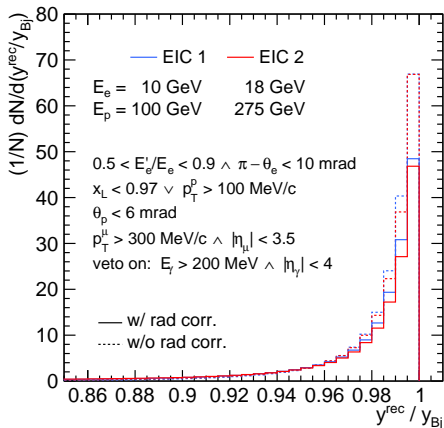 (1/N) dN/d(y^rec/y_Bj)
80
70
60
50
40
30
20
10
0
EIC 1 EIC 2
E_e = 10 GeV 18 GeV
E_p = 100 GeV 275 GeV
0.5 < E'_e/E_e < 0.9 ∧ π − θ_e < 10 mrad
x_L < 0.97 ∨ p_T^p > 100 MeV/c
θ_p < 6 mrad
p_T^μ > 300 MeV/c ∧ |η_μ| < 3.5
veto on: E_γ > 200 MeV ∧ |η_γ| < 4
w/ rad corr.
w/o rad corr.
0.86 0.88 0.9 0.92 0.94 0.96 0.98 1
y^rec / y_Bj